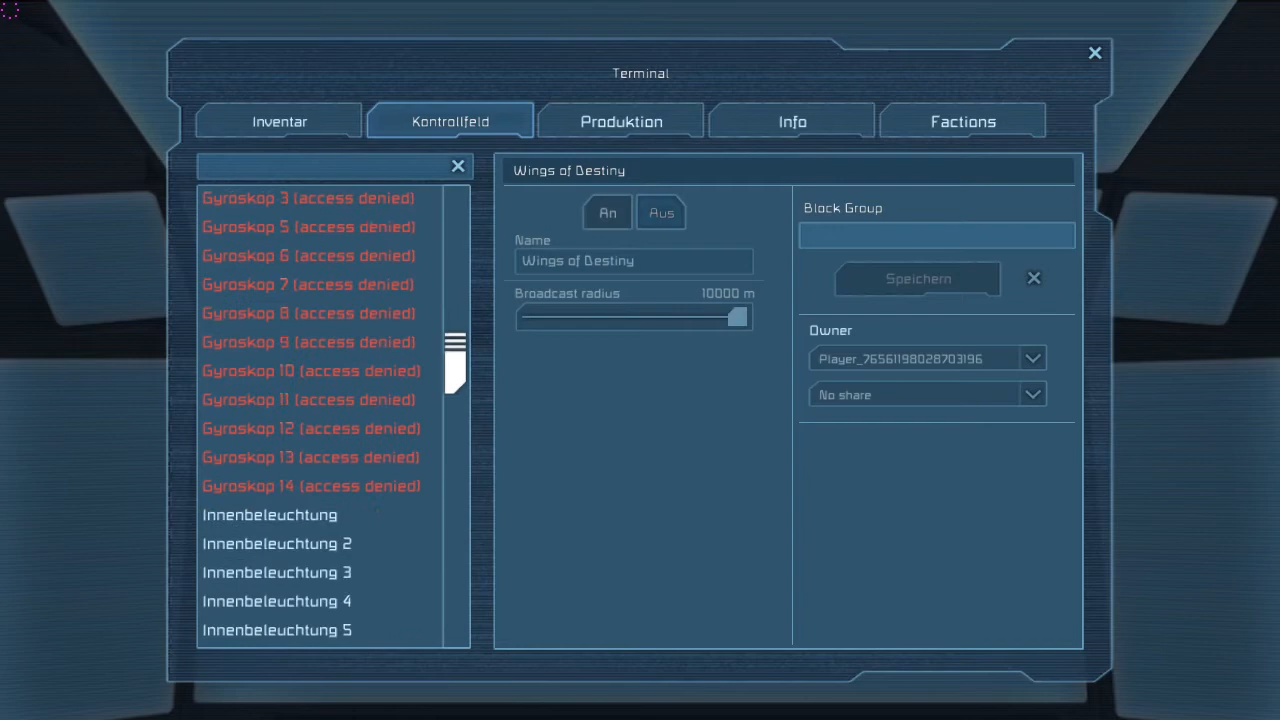 Terminal
Inventar
Kontrollfeld
Produktion
Info
Factions
Gyroskop 3 (access denied)
Gyroskop 5 (access denied)
Gyroskop 6 (access denied)
Gyroskop 7 (access denied)
Gyroskop 8 (access denied)
Gyroskop 9 (access denied)
Gyroskop 10 (access denied)
Gyroskop 11 (access denied)
Gyroskop 12 (access denied)
Gyroskop 13 (access denied)
Gyroskop 14 (access denied)
Innenbeleuchtung
Innenbeleuchtung 2
Innenbeleuchtung 3
Innenbeleuchtung 4
Innenbeleuchtung 5
Wings of Destiny
An Aus
Name
Wings of Destiny
Broadcast radius 10000 m
Block Group
Speichern
Owner
Player_76561198028703196
No share